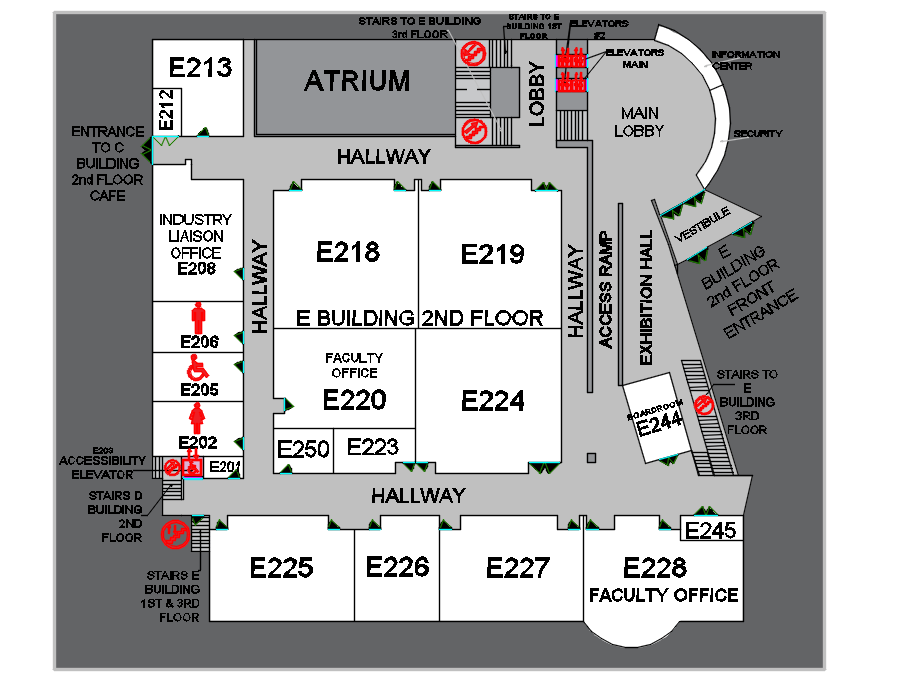 STAIRS TO E BUILDING
3rd FLOOR
STAIRS TO E
BUILDING 1ST
FLOOR
ELEVATORS
#2
ELEVATORS
MAIN
INFORMATION
CENTER
E213
ATRIUM
LOBBY
E212
MAIN
LOBBY
SECURITY
ENTRANCE
TO C
BUILDING
2nd FLOOR
CAFE
HALLWAY
INDUSTRY
LIAISON
OFFICE
E208
HALLWAY
E218
E219
HALLWAY
ACCESS RAMP
EXHIBITION HALL
VESTIBULE
E
BUILDING
2nd FLOOR
FRONT
ENTRANCE
E BUILDING 2ND FLOOR
E206
FACULTY
OFFICE
E220
E224
E205
STAIRS TO
E
BUILDING
3RD
FLOOR
BOARDROOM
E244
E202
E250
E223
E203
ACCESSIBILITY
ELEVATOR
E201
STAIRS D
BUILDING
2ND
FLOOR
HALLWAY
E245
E225
E226
E227
E228
FACULTY OFFICE
STAIRS E
BUILDING
1ST & 3RD
FLOOR